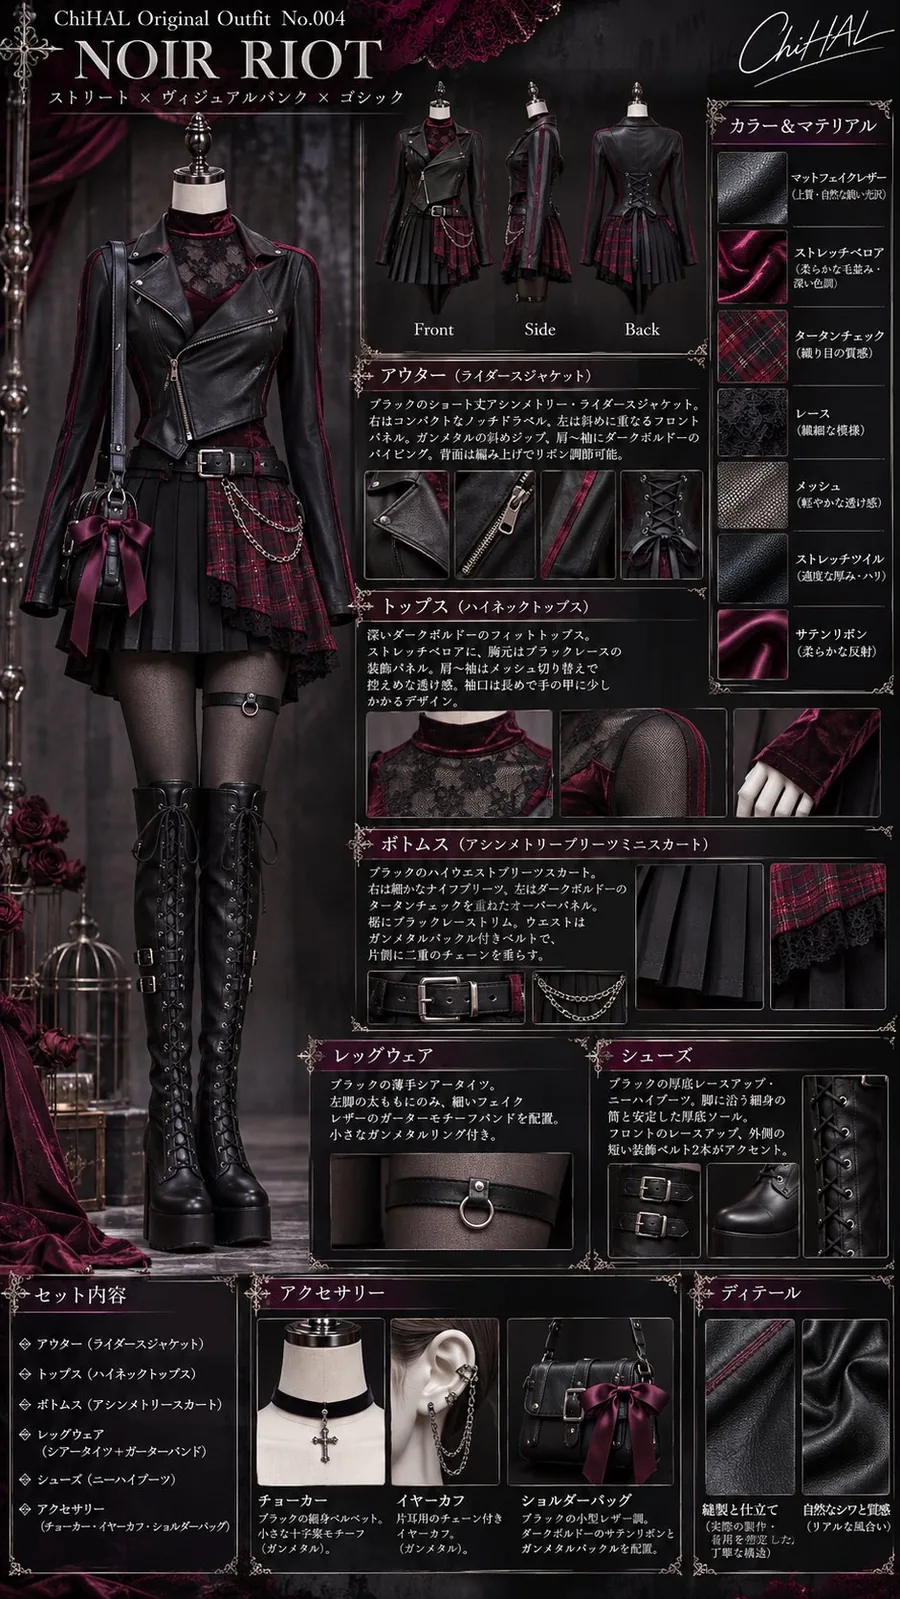 ChiHAL Original Outfit No.004
NOIR RIOT
ストリート × ヴィジュアルバンク × ゴシック
ChiHAL
Front
Side
Back
カラー＆マテリアル
マットフェイクレザー
（上質・自然な鈍い光沢）
ストレッチベロア
（柔らかな毛並み・
深い色調）
タータンチェック
（織り目の質感）
レース
（繊細な模様）
メッシュ
（軽やかな透け感）
ストレッチツイル
（適度な厚み・ハリ）
サテンリボン
（柔らかな反射）
アウター（ライダースジャケット）
ブラックのショート丈アシンメトリー・ライダースジャケット。
右はコンパクトなノッチドラペル、左は斜めに重なるフロント
パネル。ガンメタルの斜めジップ、肩〜袖にダークボルドーの
パイピング。背面は編み上げでリボン調節可能。
トップス（ハイネックトップス）
深いダークボルドーのフィットトップス。
ストレッチベロアに、胸元はブラックレースの
装飾パネル。肩〜袖はメッシュ切り替えで
控えめな透け感。袖口は長めで手の甲に少し
かかるデザイン。
ボトムス（アシンメトリープリーツミニスカート）
ブラックのハイウエストプリーツスカート。
右は細かなナイフプリーツ、左はダークボルドーの
タータンチェックを重ねたオーバーパネル。
裾にブラックレーストリム。ウエストは
ガンメタルバックル付きベルトで、
片側に二重のチェーンを垂らす。
レッグウェア
ブラックの薄手シアータイツ。
左脚の太ももにのみ、細いフェイク
レザーのガーターモチーフバンドを配置。
小さなガンメタルリング付き。
シューズ
ブラックの厚底レースアップ・
ニーハイブーツ。脚に沿う細身の
筒と安定した厚底ソール。
フロントのレースアップ、外側の
短い装飾ベルト2本がアクセント。
セット内容
アウター（ライダースジャケット）
トップス（ハイネックトップス）
ボトムス（アシンメトリースカート）
レッグウェア
（シアータイツ＋ガーターバンド）
シューズ（ニーハイブーツ）
アクセサリー
（チョーカー・イヤーカフ・ショルダーバッグ）
アクセサリー
チョーカー
ブラックの細身ベルベット。
小さな十字架モチーフ
（ガンメタル）。
イヤーカフ
片耳用のチェーン付き
イヤーカフ。
（ガンメタル）。
ショルダーバッグ
ブラックの小型レザー調。
ダークボルドーのサテンリボンと
ガンメタルバックルを配置。
ディテール
縫製と仕立て
（実際の製作・
着用を想定した
丁寧な構造）
自然なシワと質感
（リアルな風合い）